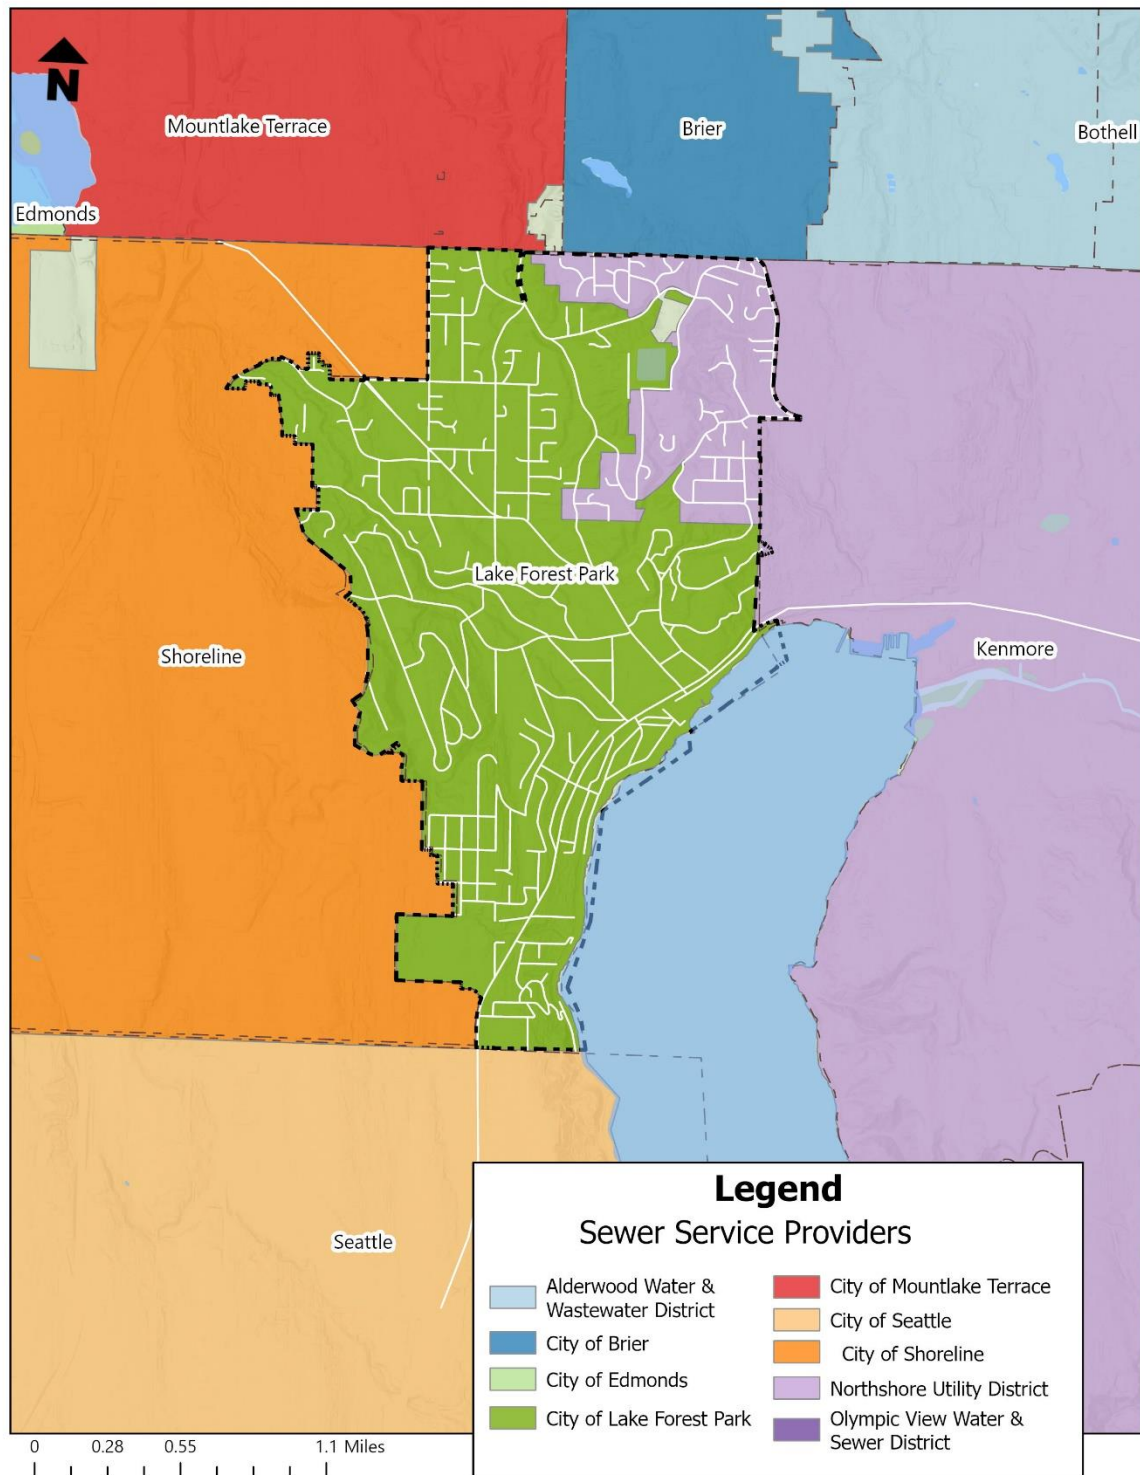 N
Mountlake Terrace
Brier
Bothell
Edmonds
Lake Forest Park
Shoreline
Kenmore
Seattle
Legend
Sewer Service Providers
Alderwood Water &
Wastewater District
City of Brier
City of Edmonds
City of Lake Forest Park
City of Mountlake Terrace
City of Seattle
City of Shoreline
Northshore Utility District
Olympic View Water &
Sewer District
0 0.28 0.55 1.1 Miles